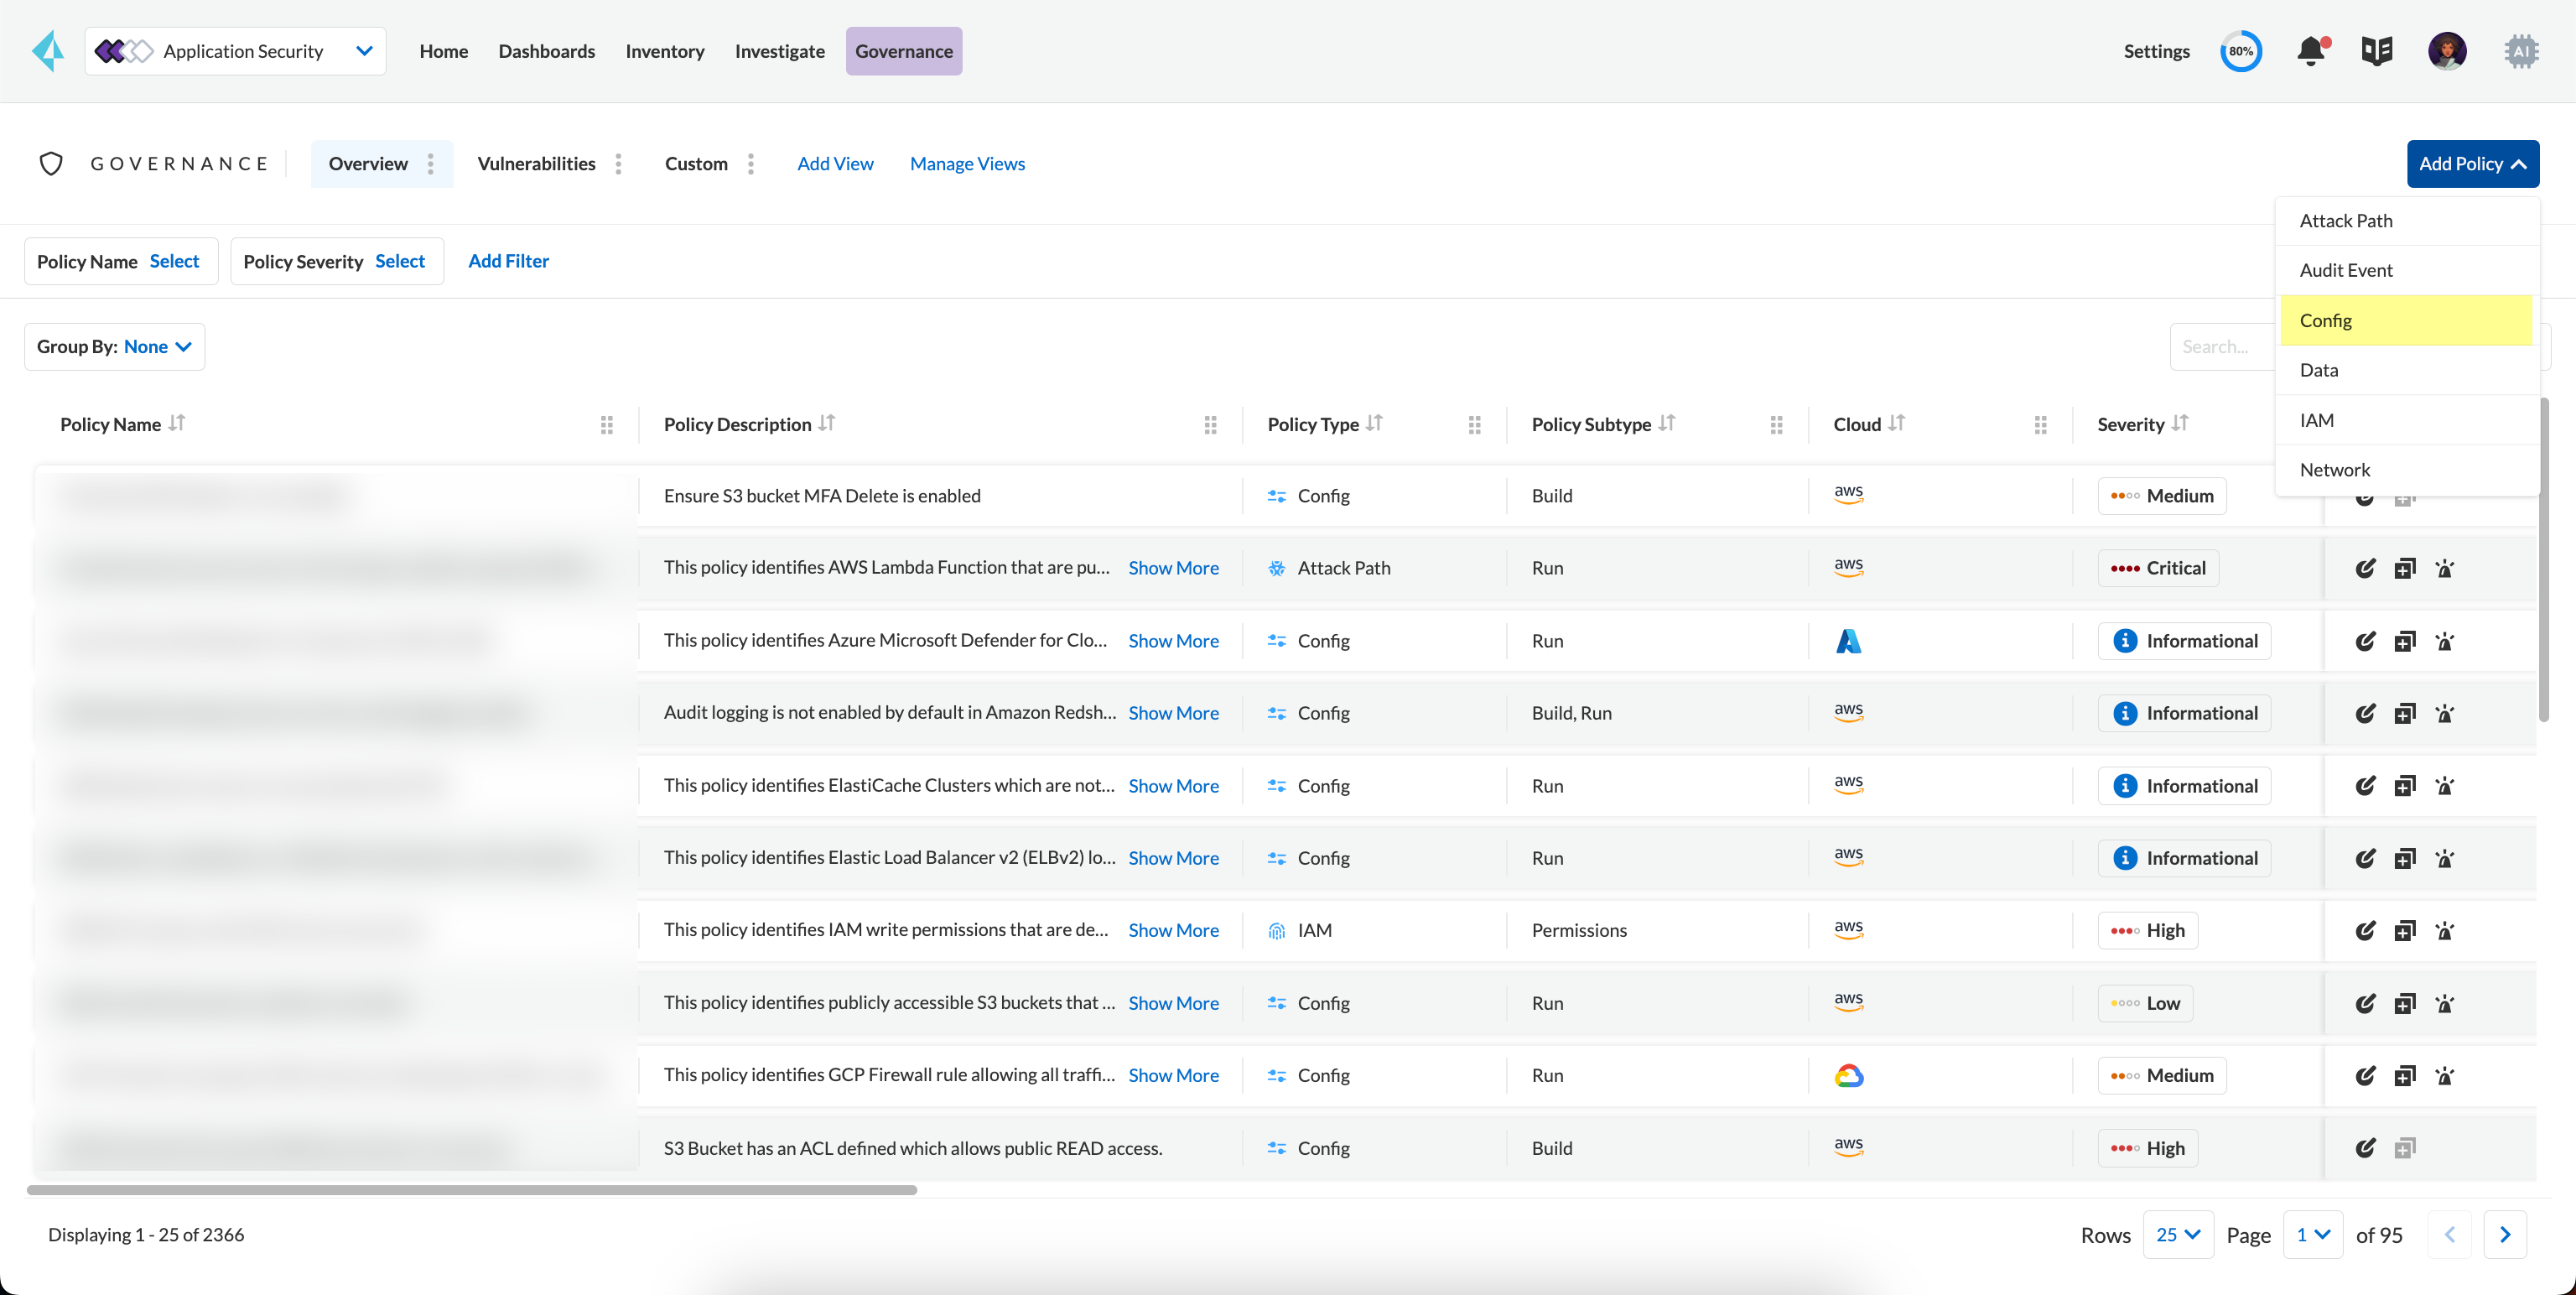 Application Security Home Dashboards Inventory Investigate Governance Settings 80% AI
GOVERNANCE Overview Vulnerabilities Custom Add View Manage Views Add Policy
Attack Path
Audit Event
Config
Data
IAM
Network
Policy Name Select Policy Severity Select Add Filter
Group By: None Search...
Policy Name Policy Description Policy Type Policy Subtype Cloud Severity
Ensure S3 bucket MFA Delete is enabled Config Build aws Medium
This policy identifies AWS Lambda Function that are pu... Show More Attack Path Run aws Critical
This policy identifies Azure Microsoft Defender for Clo... Show More Config Run Informational
Audit logging is not enabled by default in Amazon Redsh... Show More Config Build, Run aws Informational
This policy identifies ElastiCache Clusters which are not... Show More Config Run aws Informational
This policy identifies Elastic Load Balancer v2 (ELBv2) lo... Show More Config Run aws Informational
This policy identifies IAM write permissions that are de... Show More IAM Permissions aws High
This policy identifies publicly accessible S3 buckets that ... Show More Config Run aws Low
This policy identifies GCP Firewall rule allowing all traffi... Show More Config Run Medium
S3 Bucket has an ACL defined which allows public READ access. Config Build aws High
Displaying 1 - 25 of 2366 Rows 25 Page 1 of 95